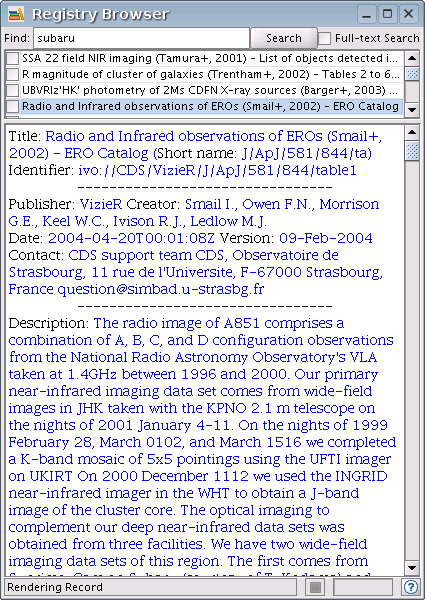 Registry Browser
Find: subaru Search Full-text Search
SSA 22 field NIR imaging (Tamura+, 2001) - List of objects detected i...
R magnitude of cluster of galaxies (Trentham+, 2002) - Tables 2 to 6...
UBVRIz'HK' photometry of 2Ms CDFN X-ray sources (Barger+, 2003) ...
Radio and Infrared observations of EROs (Smail+, 2002) - ERO Catalog
Title: Radio and Infrared observations of EROs (Smail+,
2002) - ERO Catalog (Short name: J/ApJ/581/844/ta)
Identifier: ivo://CDS/VizieR/J/ApJ/581/844/table1
--------------------------------
Publisher: VizieR Creator: Smail I., Owen F.N., Morrison
G.E., Keel W.C., Ivison R.J., Ledlow M.J.
Date: 2004-04-20T00:01:08Z Version: 09-Feb-2004
Contact: CDS support team CDS, Observatoire de
Strasbourg, 11 rue de l'Universite, F-67000 Strasbourg,
France question@simbad.u-strasbg.fr
--------------------------------
Description: The radio image of A851 comprises a
combination of A, B, C, and D configuration observations
from the National Radio Astronomy Observatory's VLA
taken at 1.4GHz between 1996 and 2000. Our primary
near-infrared imaging data set comes from wide-field
images in JHK taken with the KPNO 2.1 m telescope on
the nights of 2001 January 4-11. On the nights of 1999
February 28, March 0102, and March 1516 we completed
a K-band mosaic of 5x5 pointings using the UFTI imager
on UKIRT On 2000 December 1112 we used the INGRID
near-infrared imager in the WHT to obtain a J-band
image of the cluster core. The optical imaging to
complement our deep near-infrared data sets was
obtained from three facilities. We have two wide-field
imaging data sets of this region. The first comes from
Rendering Record